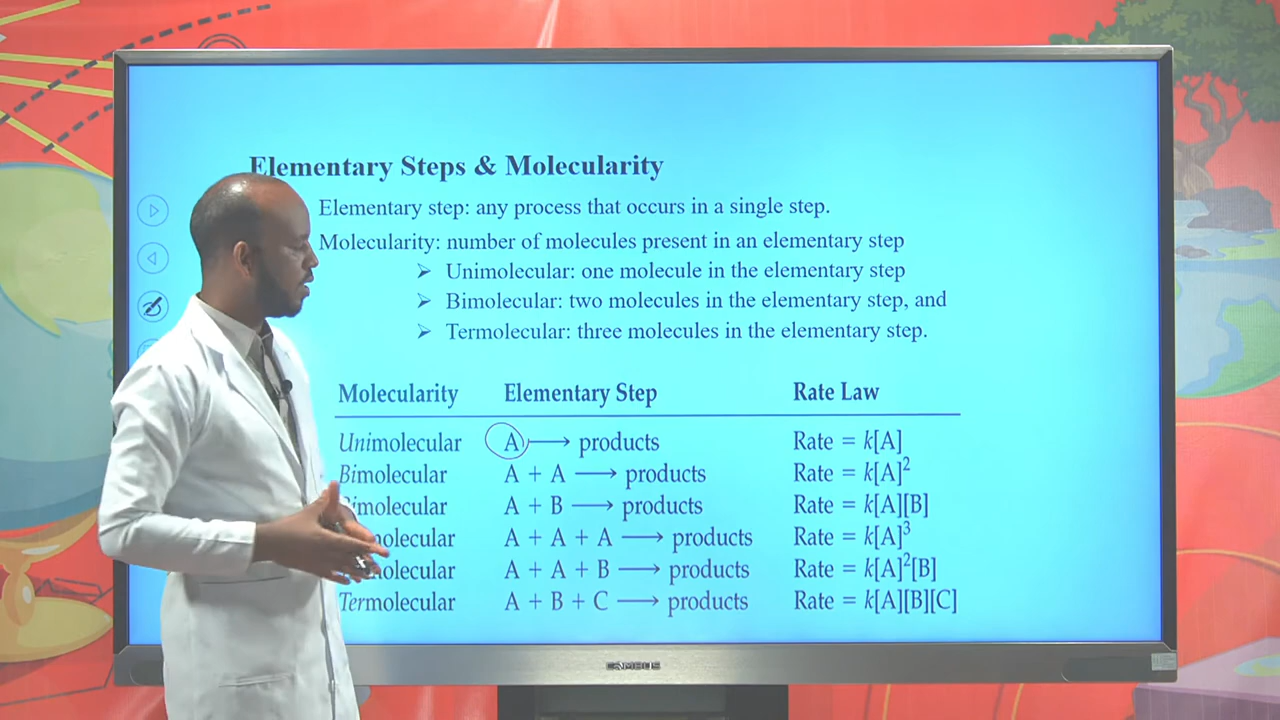 Elementary Steps & Molecularity
Elementary step: any process that occurs in a single step.
Molecularity: number of molecules present in an elementary step
➢ Unimolecular: one molecule in the elementary step
➢ Bimolecular: two molecules in the elementary step, and
➢ Termolecular: three molecules in the elementary step.
Molecularity Elementary Step Rate Law
Unimolecular A ⟶ products Rate = k[A]
Bimolecular A + A ⟶ products Rate = k[A]²
Bimolecular A + B ⟶ products Rate = k[A][B]
molecular A + A + A ⟶ products Rate = k[A]³
molecular A + A + B ⟶ products Rate = k[A]²[B]
Termolecular A + B + C ⟶ products Rate = k[A][B][C]